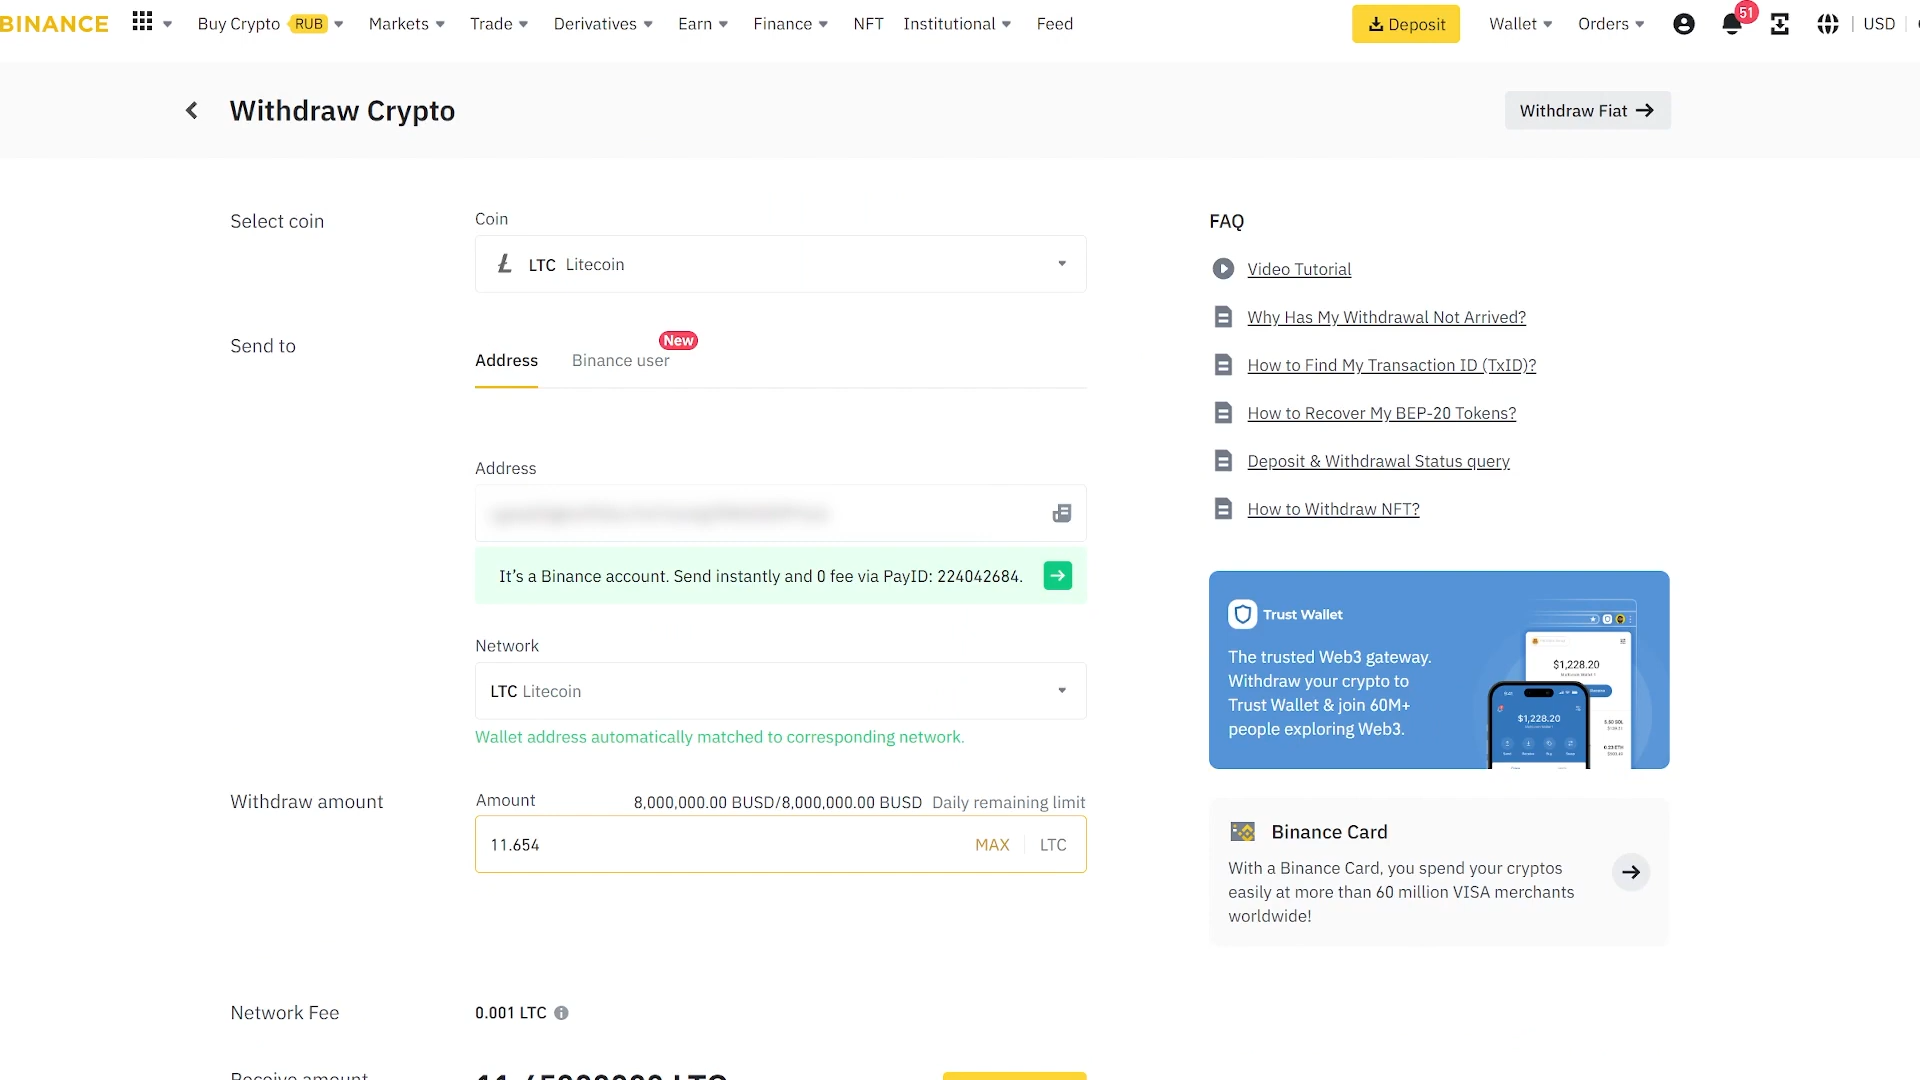 BINANCE Buy Crypto RUB Markets Trade Derivatives Earn Finance NFT Institutional Feed Deposit Wallet Orders 51 USD
Withdraw Crypto
Withdraw Fiat
Select coin
Coin
LTC Litecoin
Send to
Address
Binance user
New
Address
It's a Binance account. Send instantly and 0 fee via PayID: 224042684.
Network
LTC Litecoin
Wallet address automatically matched to corresponding network.
Withdraw amount
Amount 8,000,000.00 BUSD/8,000,000.00 BUSD Daily remaining limit
11.654 MAX LTC
Network Fee
0.001 LTC
Receive amount
FAQ
Video Tutorial
Why Has My Withdrawal Not Arrived?
How to Find My Transaction ID (TxID)?
How to Recover My BEP-20 Tokens?
Deposit & Withdrawal Status query
How to Withdraw NFT?
Trust Wallet
The trusted Web3 gateway.
Withdraw your crypto to
Trust Wallet & join 60M+
people exploring Web3.
$1,228.20
$1,228.20
Binance Card
With a Binance Card, you spend your cryptos
easily at more than 60 million VISA merchants
worldwide!